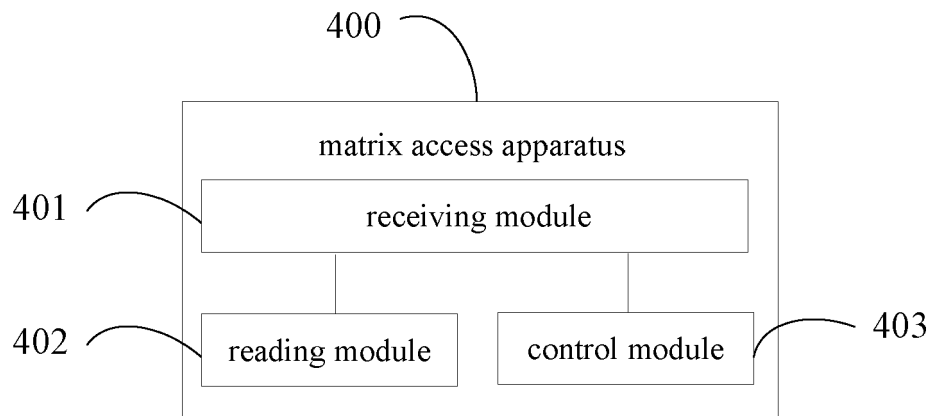 400
matrix access apparatus
401
receiving module
402
reading module
control module
403